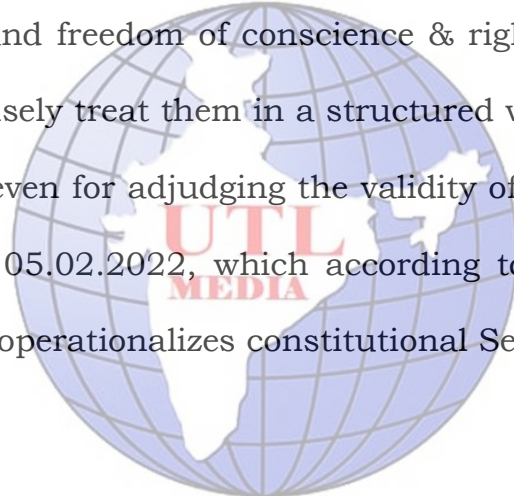 and freedom of conscience & righ
sely treat them in a structured v
even for adjudging the validity of
05.02.2022, which according to
operationalizes constitutional Se
UTL
MEDIA